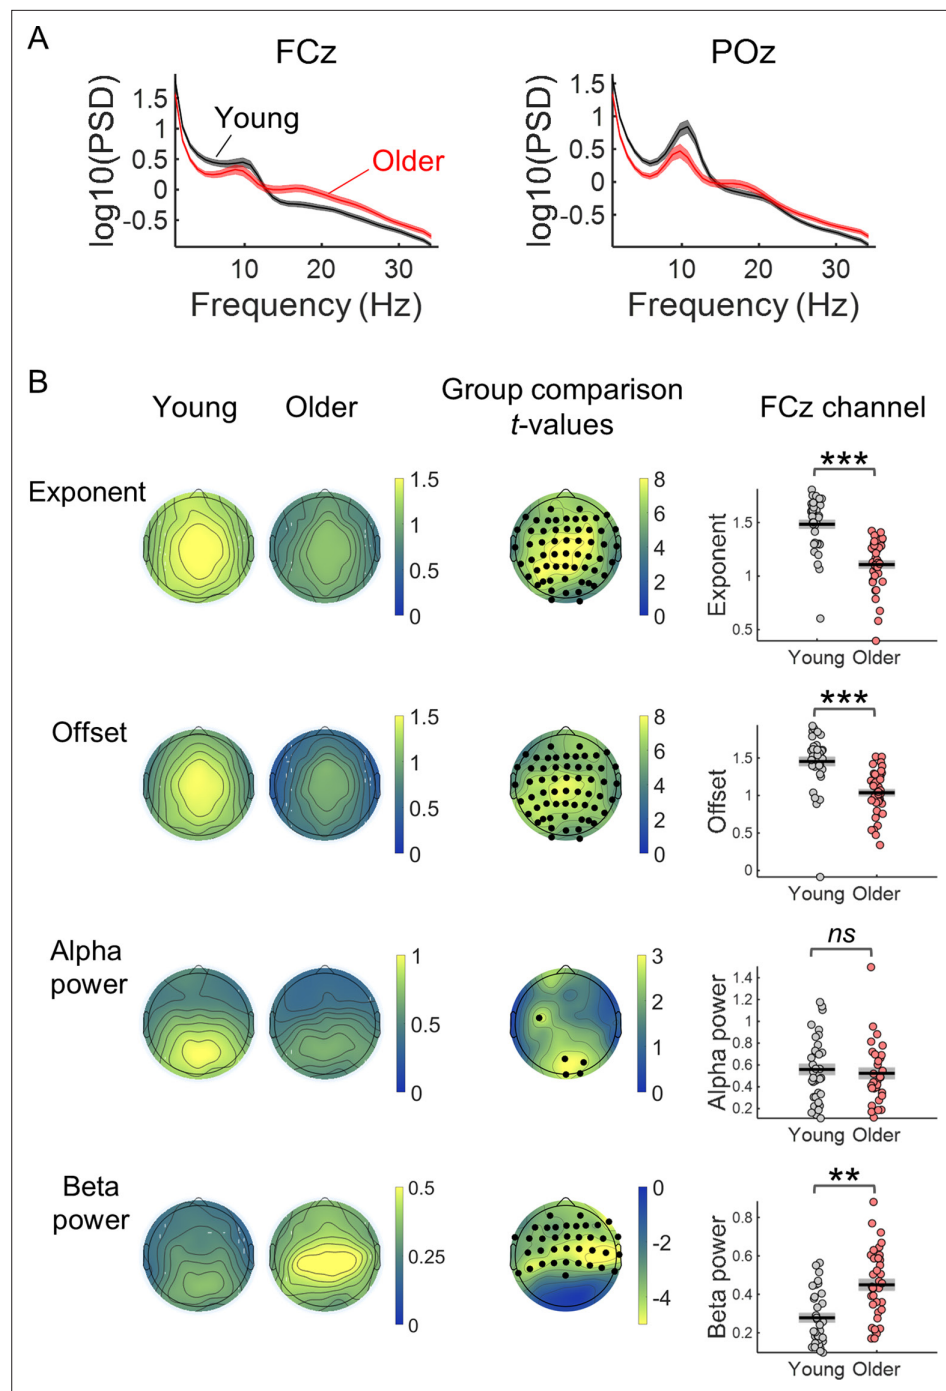 A
FCz
POz
log10(PSD)
1.5
1
0.5
0
-0.5
Young
Older
10
20
30
Frequency (Hz)
log10(PSD)
1.5
1
0.5
0
-0.5
10
20
30
Frequency (Hz)
B
Young
Older
Group comparison
t-values
FCz channel
Exponent
1.5
1
0.5
0
8
6
4
2
0
***
Exponent
1.5
1
0.5
Young Older
Offset
1.5
1
0.5
0
8
6
4
2
0
***
Offset
1.5
1
0.5
0
Young Older
Alpha
power
1
0.5
0
3
2
1
0
ns
Alpha power
1.4
1.2
1
0.8
0.6
0.4
0.2
Young Older
Beta
power
0.5
0.25
0
0
-2
-4
**
Beta power
0.8
0.6
0.4
0.2
Young Older